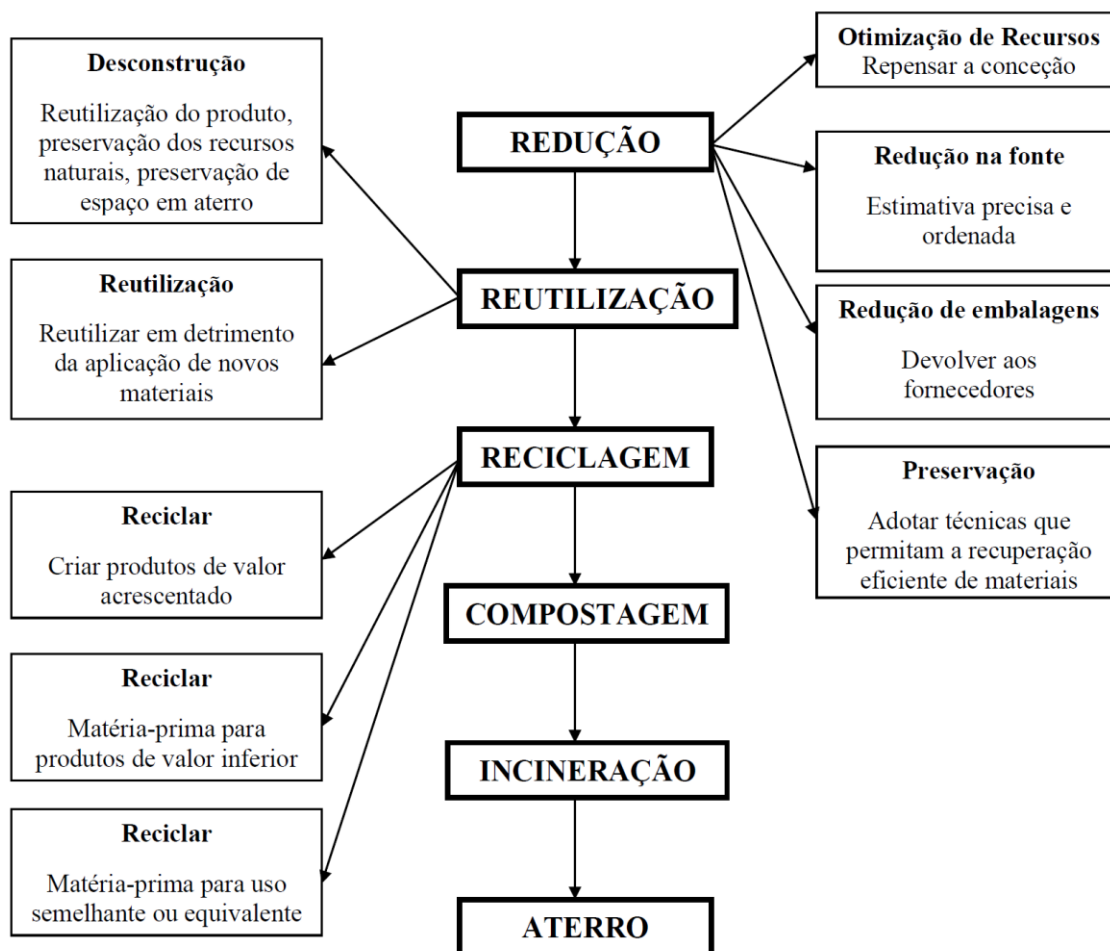 Desconstrução
Reutilização do produto,
preservação dos recursos
naturais, preservação de
espaço em aterro
Reutilização
Reutilizar em detrimento
da aplicação de novos
materiais
Reciclar
Criar produtos de valor
acrescentado
Reciclar
Matéria-prima para
produtos de valor inferior
Reciclar
Matéria-prima para uso
semelhante ou equivalente
REDUÇÃO
REUTILIZAÇÃO
RECICLAGEM
COMPOSTAGEM
INCINERAÇÃO
ATERRO
Otimização de Recursos
Repensar a conceção
Redução na fonte
Estimativa precisa e
ordenada
Redução de embalagens
Devolver aos
fornecedores
Preservação
Adotar técnicas que
permitam a recuperação
eficiente de materiais